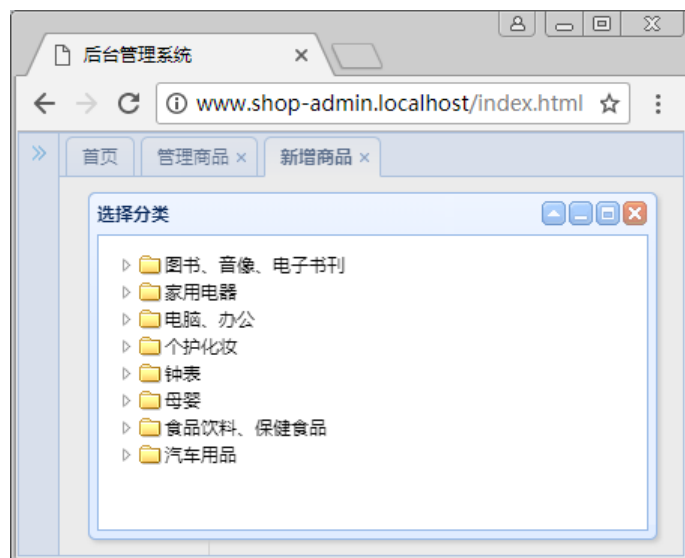 后台管理系统
www.shop-admin.localhost/index.html
首页 管理商品 新增商品
选择分类
图书、音像、电子书刊
家用电器
电脑、办公
个护化妆
钟表
母婴
食品饮料、保健食品
汽车用品